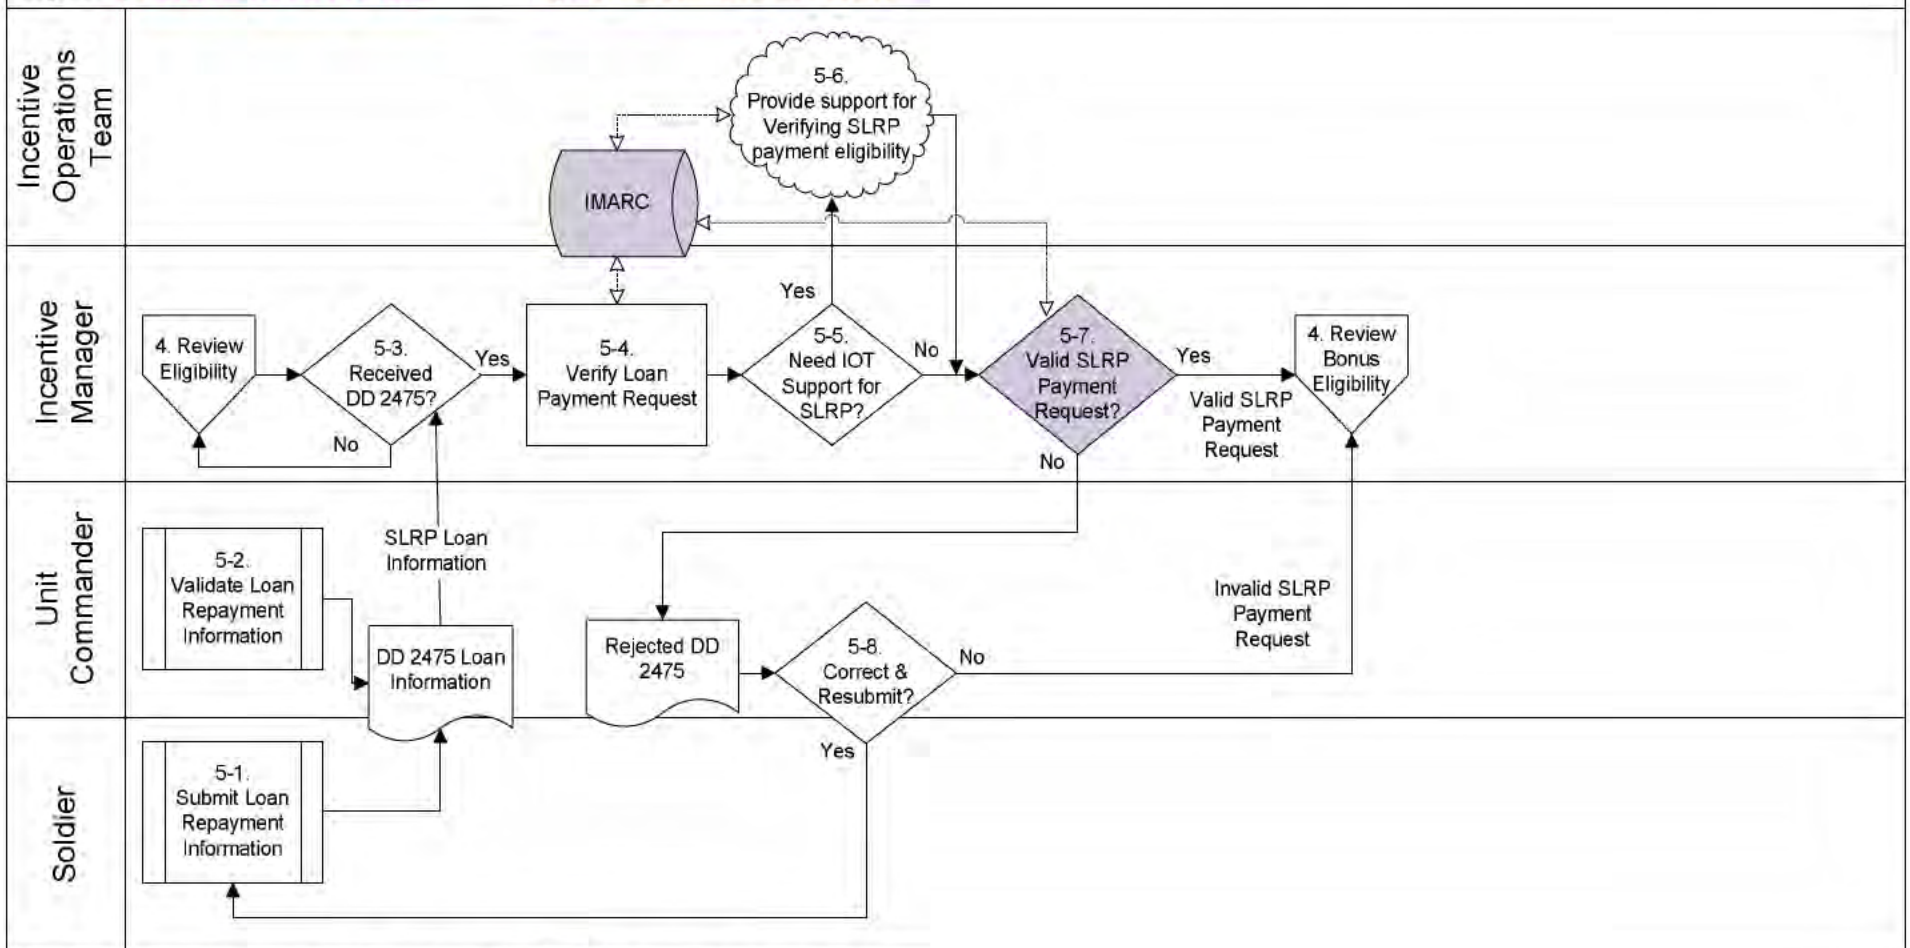 Incentive
Operations
Team
5-6.
Provide support for
Verifying SLRP
payment eligibility
IMARC
Incentive
Manager
4. Review
Eligibility
5-3.
Received
DD 2475?
Yes
No
5-4.
Verify Loan
Payment Request
Yes
5-5.
Need IOT
Support for
SLRP?
No
5-7.
Valid SLRP
Payment
Request?
Yes
Valid SLRP
Payment
Request
No
4. Review
Bonus
Eligibility
Unit
Commander
5-2.
Validate Loan
Repayment
Information
SLRP Loan
Information
DD 2475 Loan
Information
Rejected DD
2475
5-8.
Correct &
Resubmit?
No
Yes
Invalid SLRP
Payment
Request
Soldier
5-1.
Submit Loan
Repayment
Information